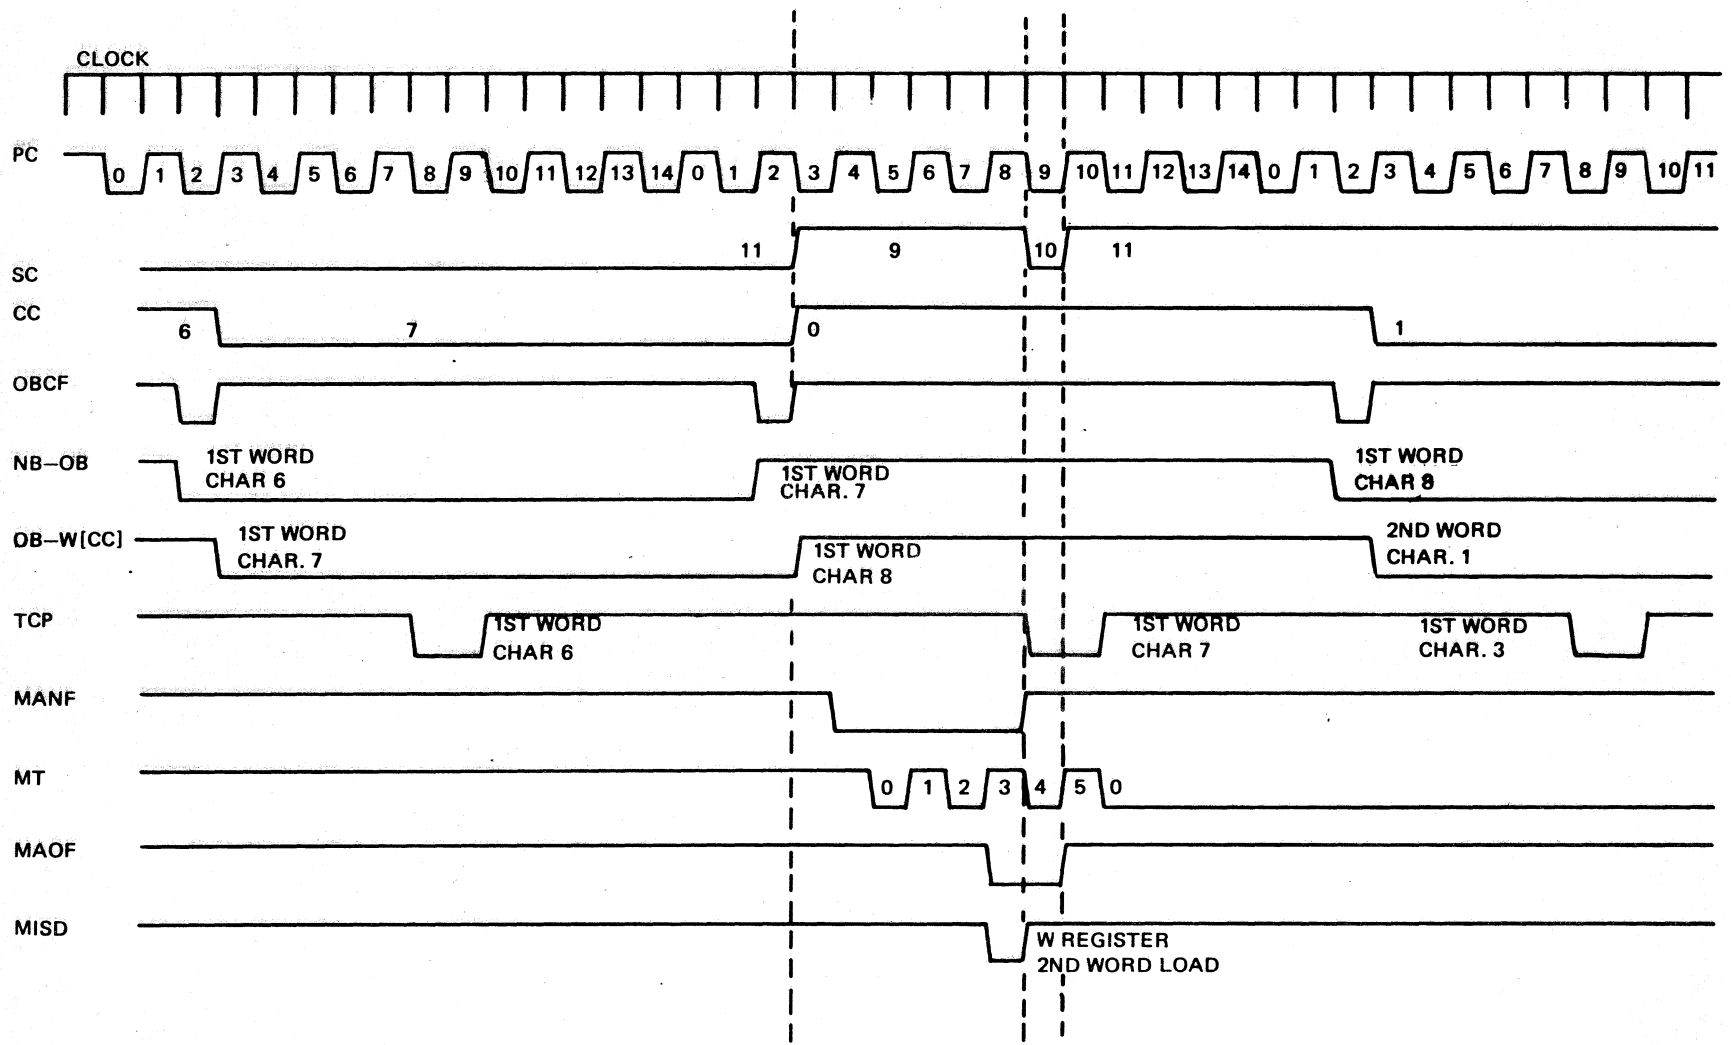 CLOCK
PC 0 1 2 3 4 5 6 7 8 9 10 11 12 13 14 0 1 2 3 4 5 6 7 8 9 10 11 12 13 14 0 1 2 3 4 5 6 7 8 9 10 11
SC 11 9 10 11
CC 6 7 0 1
OBCF
NB–OB
1ST WORD
CHAR 6
1ST WORD
CHAR. 7
1ST WORD
CHAR 8
OB–W[CC]
1ST WORD
CHAR. 7
1ST WORD
CHAR 8
2ND WORD
CHAR. 1
TCP
1ST WORD
CHAR 6
1ST WORD
CHAR 7
1ST WORD
CHAR. 3
MANF
MT 0 1 2 3 4 5 0
MAOF
MISD
W REGISTER
2ND WORD LOAD